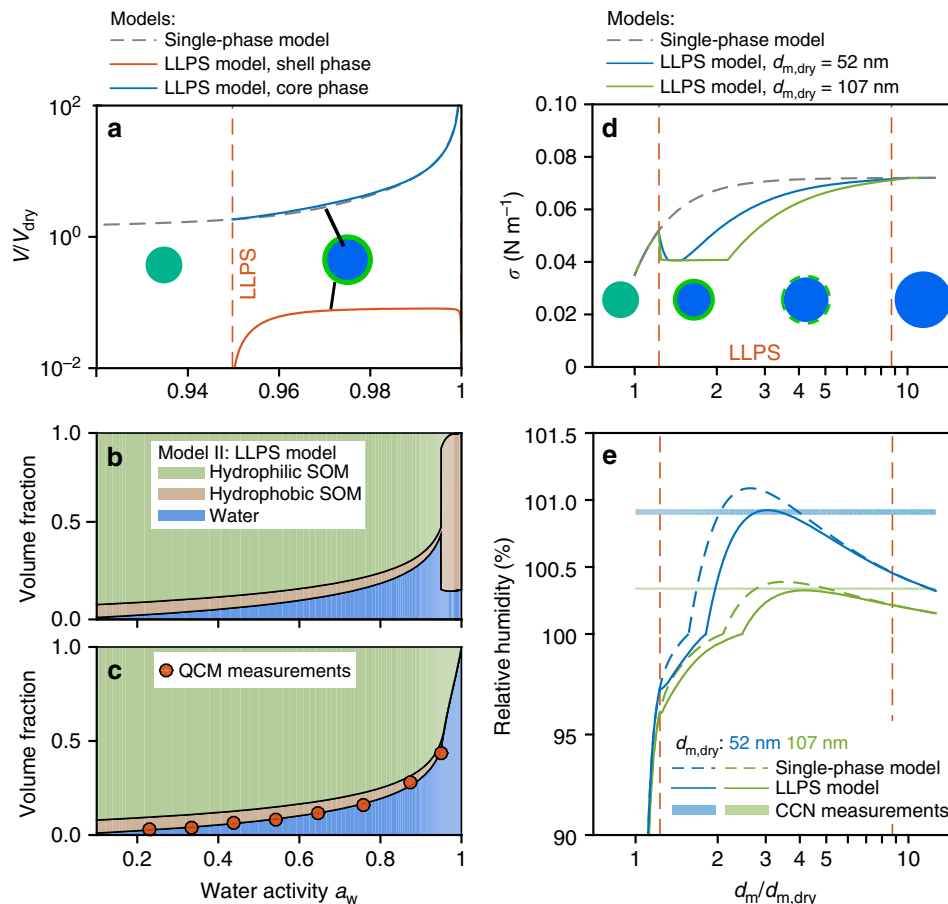 Models:
Single-phase model
LLPS model, shell phase
LLPS model, core phase
a
10²
10⁰
10⁻²
V/V_dry
LLPS
0.94
0.96
0.98
1
b
1.0
0.5
0.0
Volume fraction
Model II: LLPS model
Hydrophilic SOM
Hydrophobic SOM
Water
c
1.0
0.5
0.0
Volume fraction
QCM measurements
0.2
0.4
0.6
0.8
1
Water activity a_w
Models:
Single-phase model
LLPS model, d_m,dry = 52 nm
LLPS model, d_m,dry = 107 nm
d
0.10
0.08
0.06
0.04
0.02
0
σ (N m⁻¹)
LLPS
1
2
3
4
5
10
e
101.5
101.0
100.5
100
95
90
Relative humidity (%)
d_m,dry: 52 nm 107 nm
Single-phase model
LLPS model
CCN measurements
1
2
3
4
5
10
d_m/d_m,dry